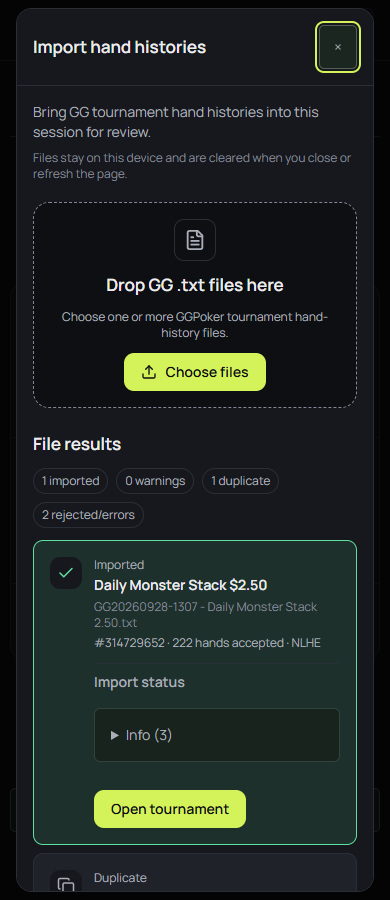 Import hand histories
×
Bring GG tournament hand histories into this
session for review.
Files stay on this device and are cleared when you close or
refresh the page.
Drop GG .txt files here
Choose one or more GGPoker tournament hand-
history files.
Choose files
File results
1 imported
0 warnings
1 duplicate
2 rejected/errors
Imported
Daily Monster Stack $2.50
GG20260928-1307 - Daily Monster Stack
2.50.txt
#314729652 · 222 hands accepted · NLHE
Import status
▶ Info (3)
Open tournament
Duplicate